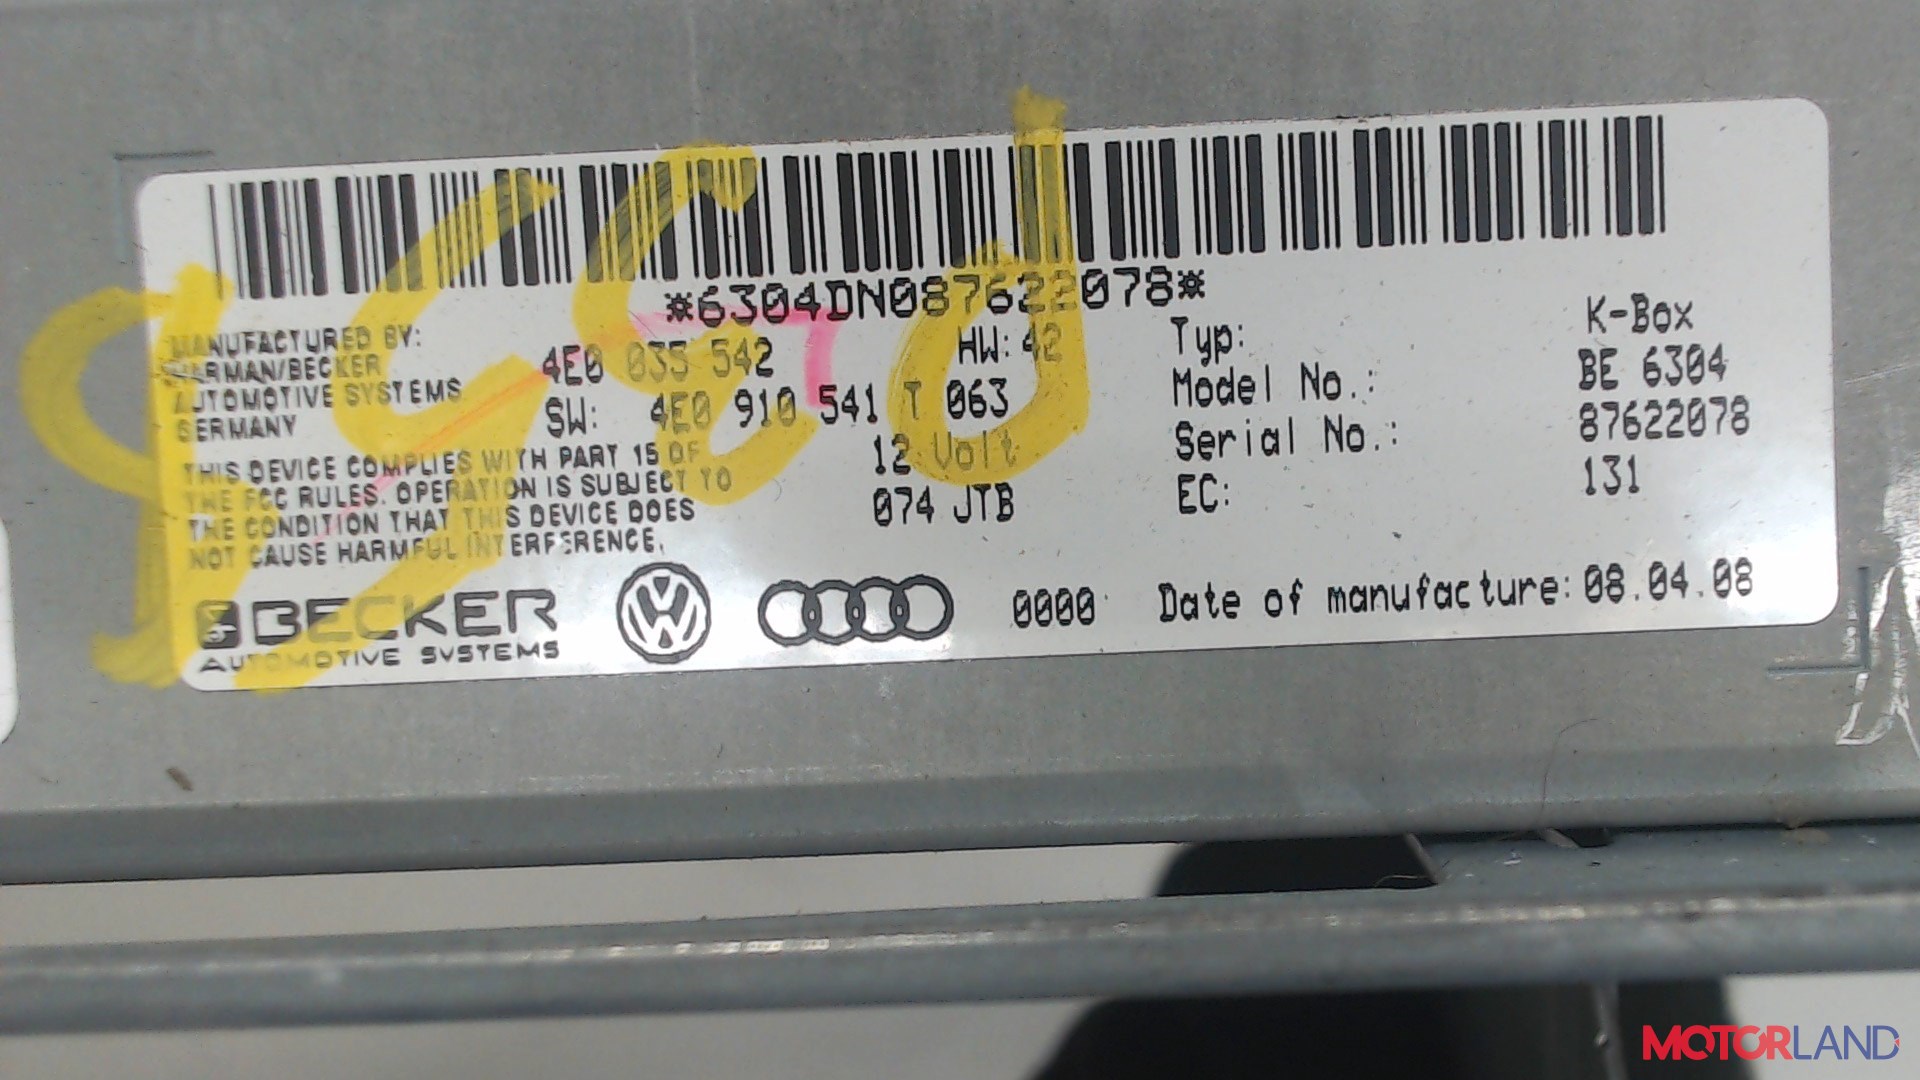 *6304DN087622078*
MANUFACTURED BY:
HARMAN/BECKER
AUTOMOTIVE SYSTEMS
GERMANY
4E0 035 542 HW: 42
SW: 4E0 910 541 T 063
12 Volt
074 JTB
Typ: K-Box
Model No.: BE 6304
Serial No.: 87622078
EC: 131
THIS DEVICE COMPLIES WITH PART 15 OF
THE FCC RULES. OPERATION IS SUBJECT TO
THE CONDITION THAT THIS DEVICE DOES
NOT CAUSE HARMFUL INTERFERENCE.
BECKER
AUTOMOTIVE SYSTEMS
0000 Date of manufacture: 08.04.08
MOTORLAND